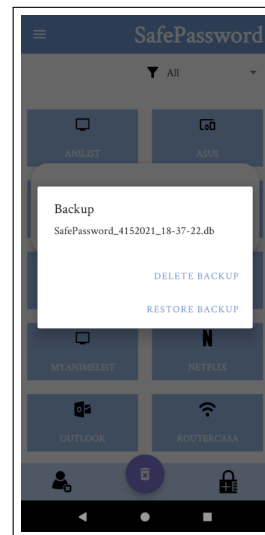 SafePassword
All
ANILIST
ASUS
Backup
SafePassword_4152021_18-37-22.db
DELETE BACKUP
RESTORE BACKUP
MYANIMELIST
NETFLIX
OUTLOOK
ROUTERCASA